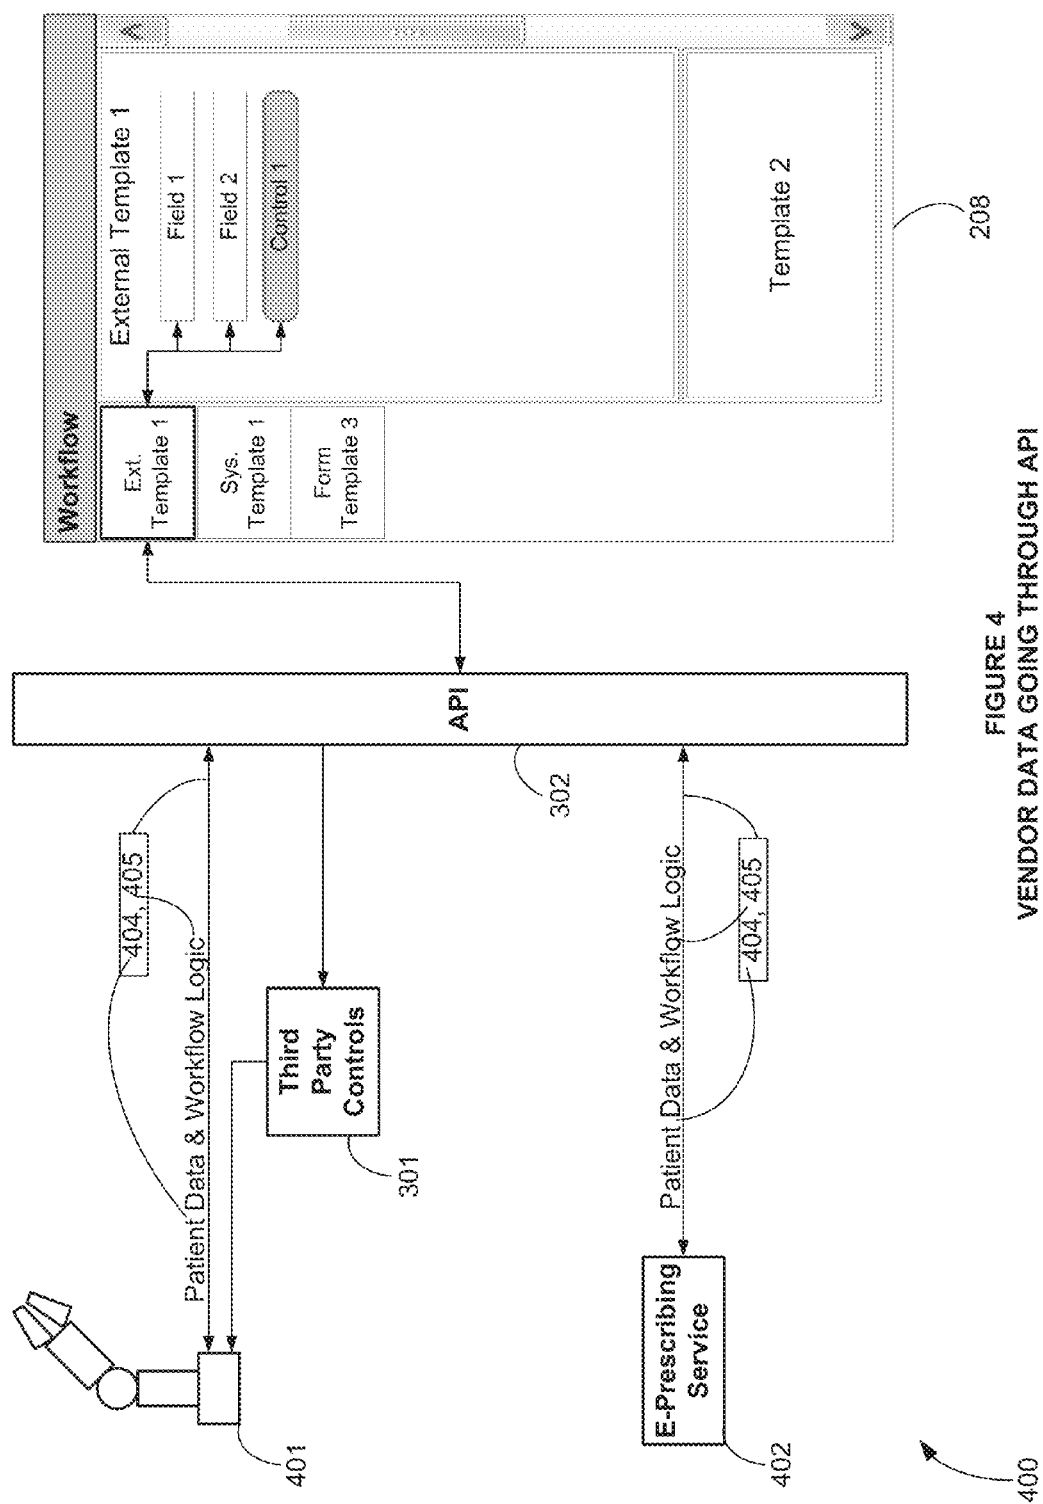 Workflow
Ext.
Template 1
Sys.
Template 1
Form
Template 3
External Template 1
Field 1
Field 2
Control 1
Template 2
208
API
302
404, 405
Patient Data & Workflow Logic
Third
Party
Controls
301
401
Patient Data & Workflow Logic
404, 405
E-Prescribing
Service
402
400
FIGURE 4
VENDOR DATA GOING THROUGH API